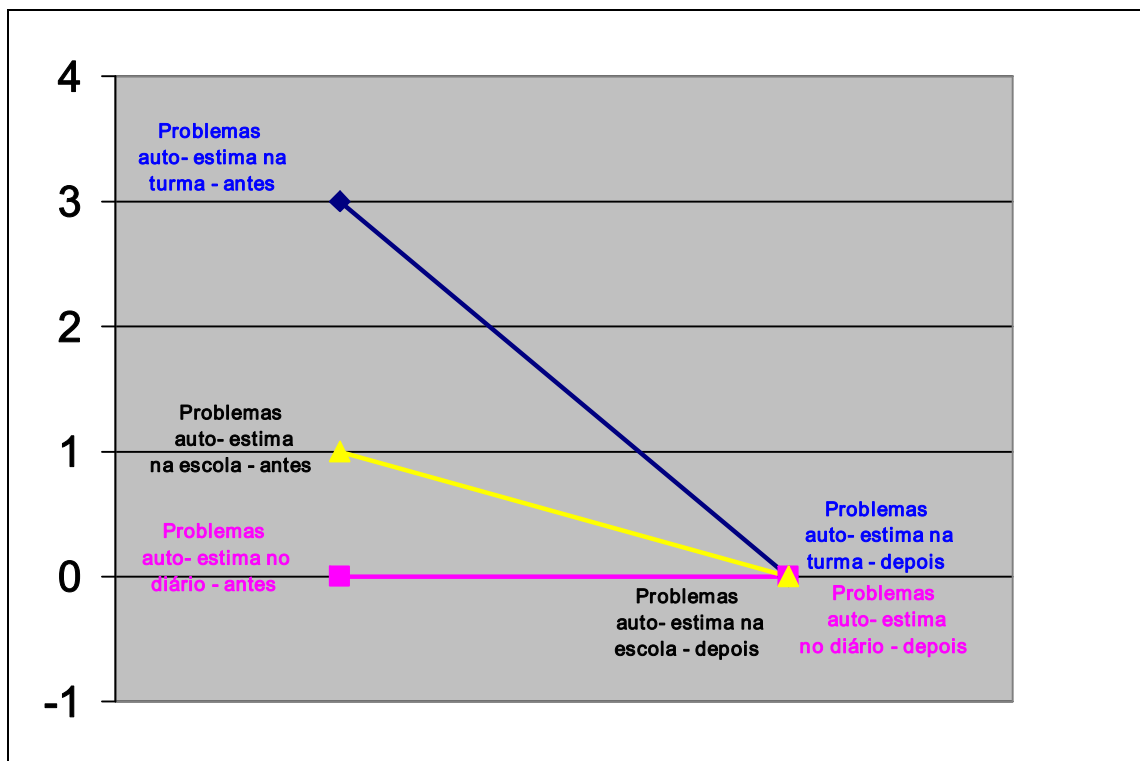 4
Problemas
auto- estima na
turma - antes
3
2
Problemas
auto- estima
na escola - antes
1
Problemas
auto- estima no
diário - antes
0
Problemas
auto- estima na
turma - depois
Problemas
auto- estima na
escola - depois
Problemas
auto- estima
no diário - depois
-1